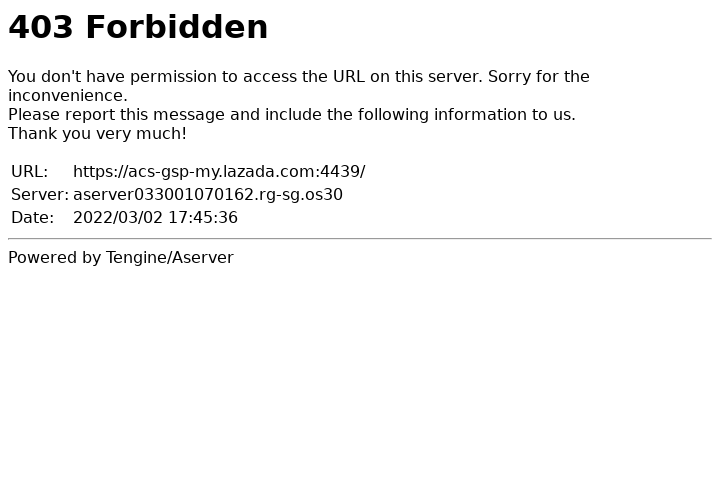 403 Forbidden
You don't have permission to access the URL on this server. Sorry for the
inconvenience.
Please report this message and include the following information to us.
Thank you very much!
URL: https://acs-gsp-my.lazada.com:4439/
Server: aserver033001070162.rg-sg.os30
Date: 2022/03/02 17:45:36
Powered by Tengine/Aserver